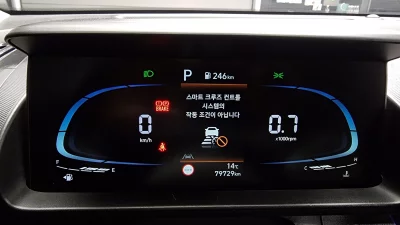 P 246km
스마트 크루즈 컨트롤
시스템의
작동 조건이 아닙니다
BRAKE
0
km/h
0.7
x1000rpm
F E C H
14℃
79729km